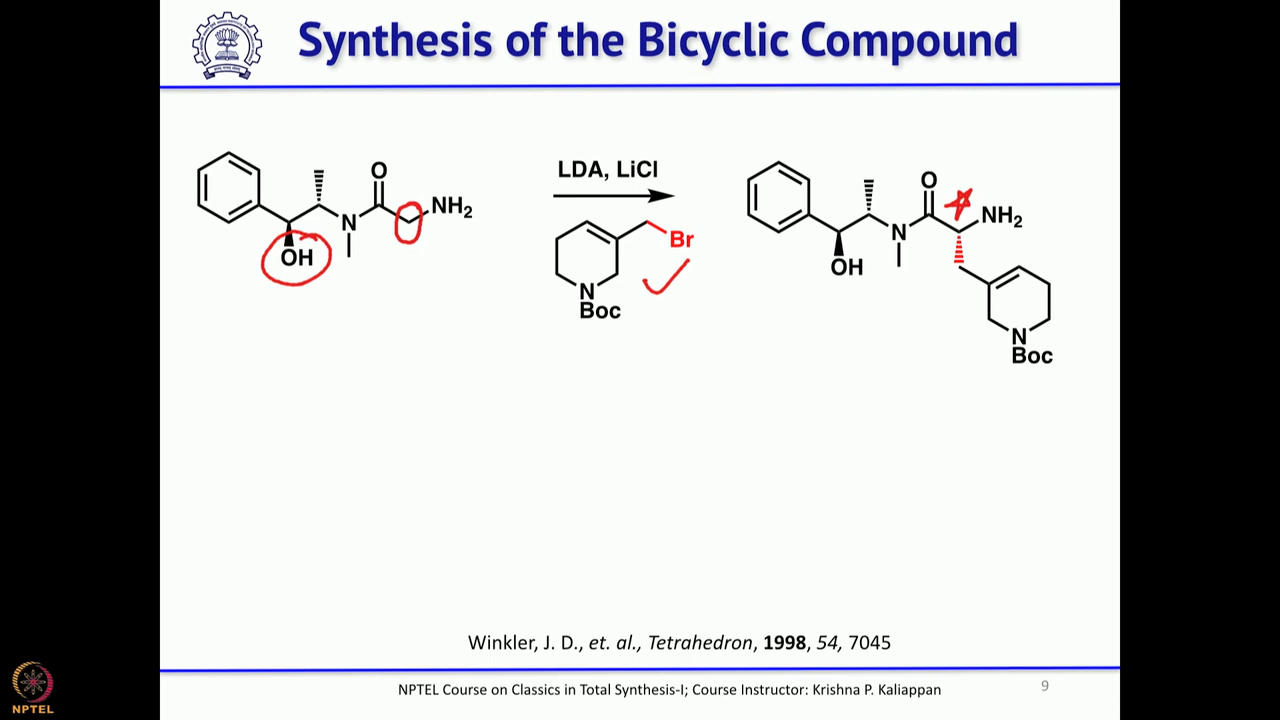 Synthesis of the Bicyclic Compound
O
NH2
N
OH
LDA, LiCl
Br
N
Boc
O
NH2
N
OH
N
Boc
Winkler, J. D., et. al., Tetrahedron, 1998, 54, 7045
NPTEL Course on Classics in Total Synthesis-I; Course Instructor: Krishna P. Kaliappan
9
NPTEL